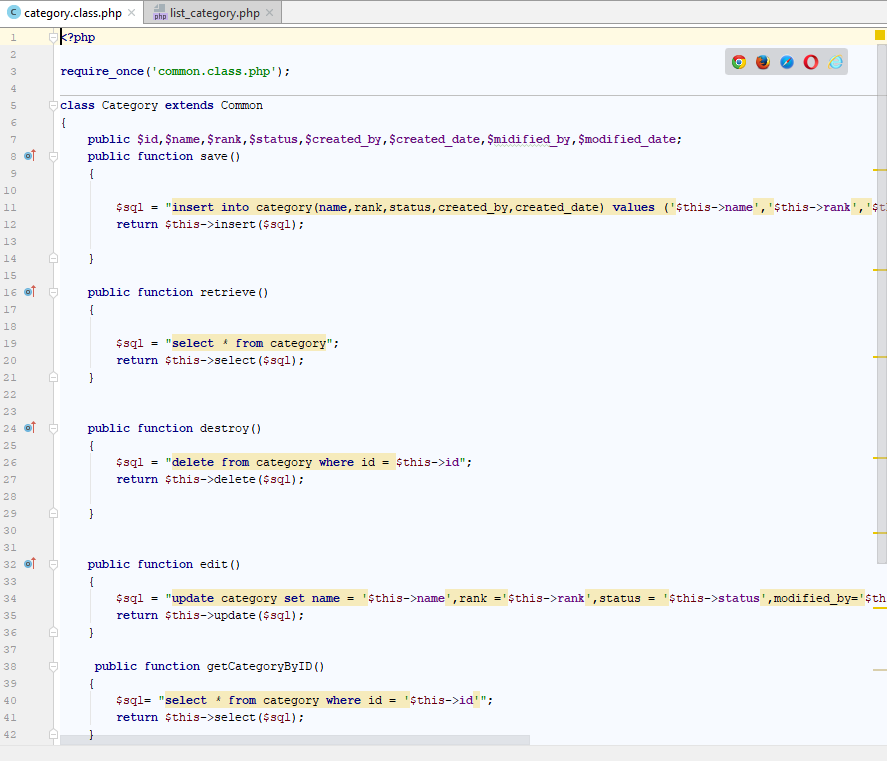 category.class.php
list_category.php
1 <?php
2
3 require_once('common.class.php');
4
5 class Category extends Common
6 {
7 public $id,$name,$rank,$status,$created_by,$created_date,$midified_by,$modified_date;
8 public function save()
9 {
10
11 $sql = "insert into category(name,rank,status,created_by,created_date) values ('$this->name','$this->rank','$t
12 return $this->insert($sql);
13
14 }
15
16 public function retrieve()
17 {
18
19 $sql = "select * from category";
20 return $this->select($sql);
21 }
22
23
24 public function destroy()
25 {
26 $sql = "delete from category where id = $this->id";
27 return $this->delete($sql);
28
29 }
30
31
32 public function edit()
33 {
34 $sql = "update category set name = '$this->name',rank ='$this->rank',status = '$this->status',modified_by='$th
35 return $this->update($sql);
36 }
37
38 public function getCategoryByID()
39 {
40 $sql= "select * from category where id = '$this->id'";
41 return $this->select($sql);
42 }